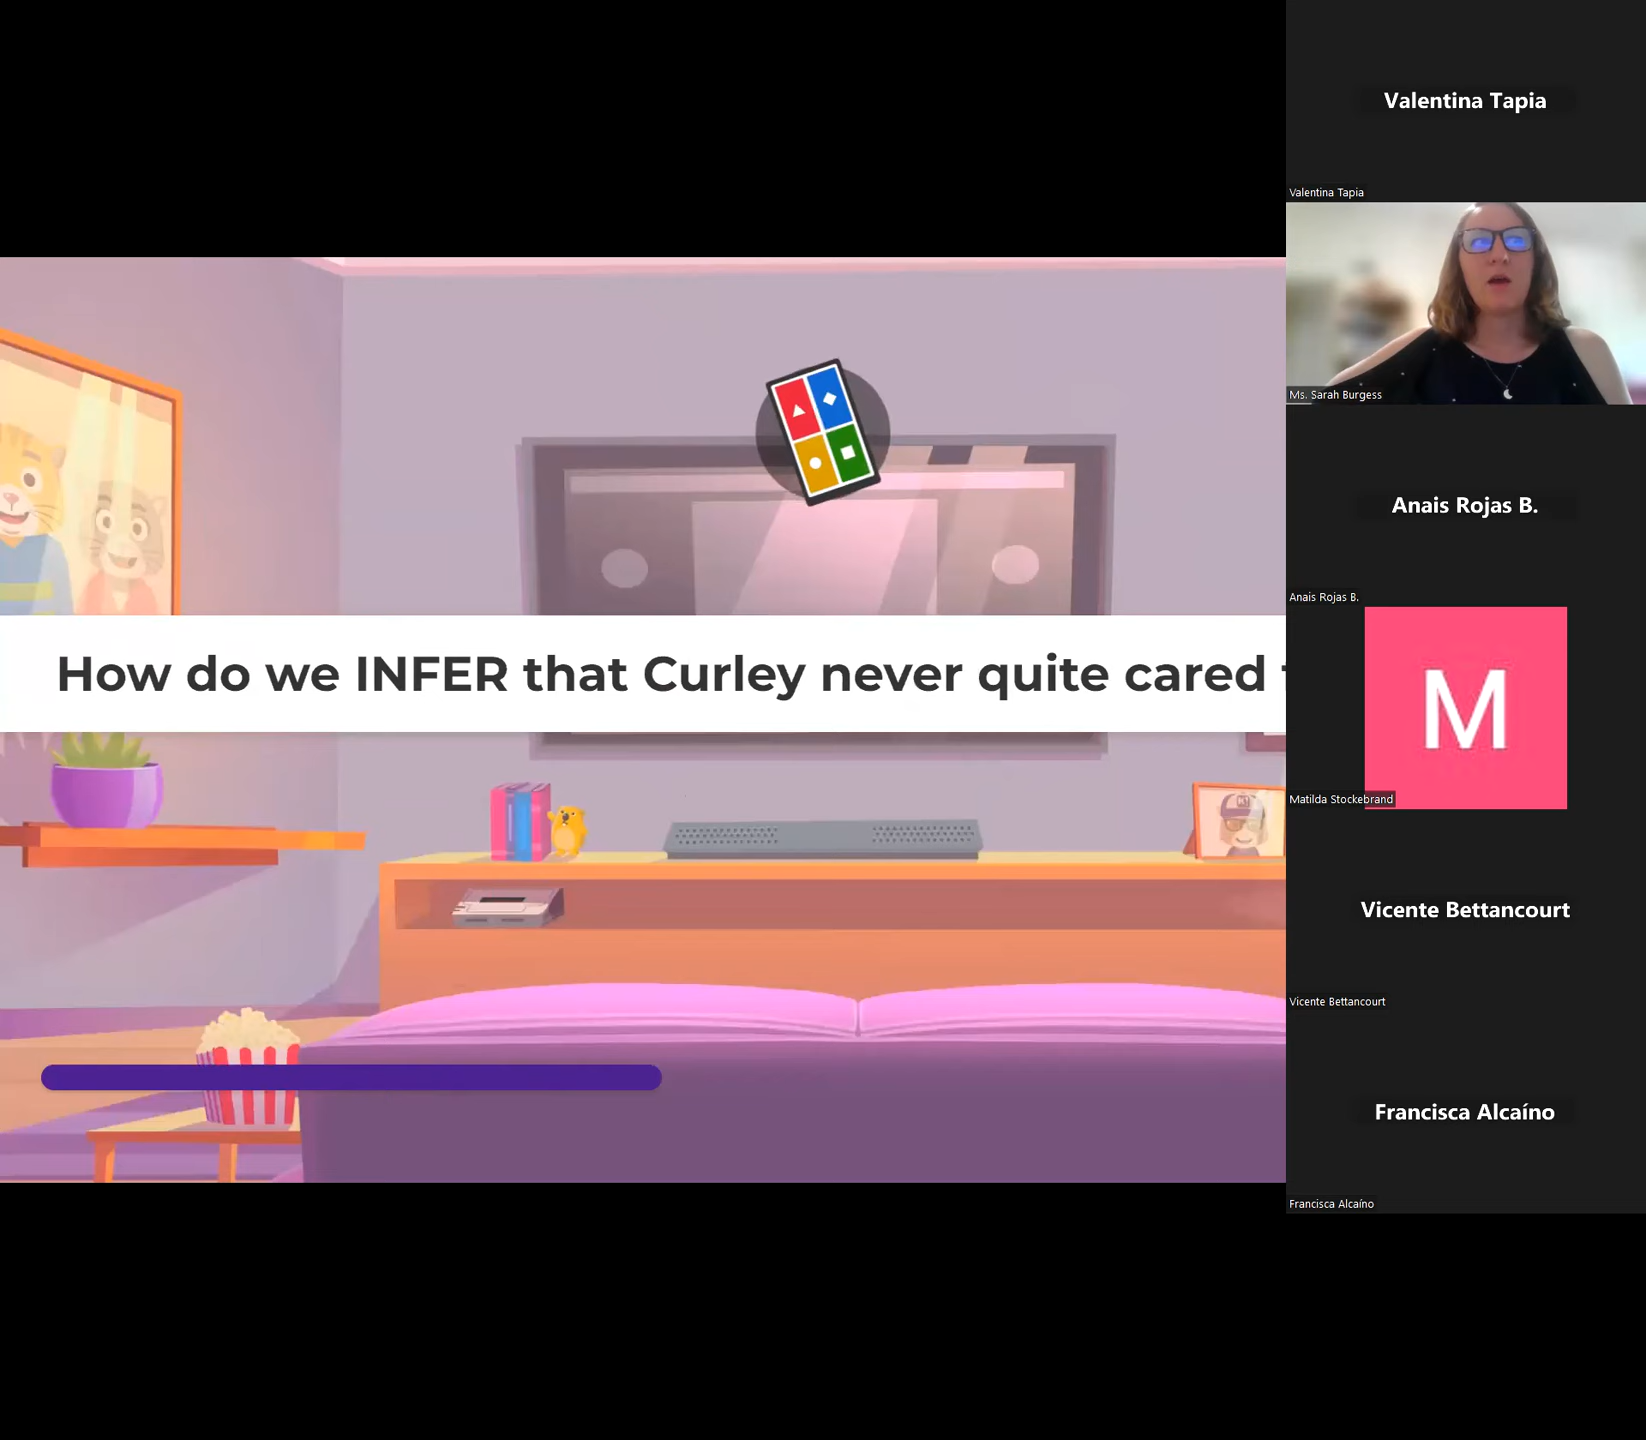 Valentina Tapia
Valentina Tapia
Ms. Sarah Burgess
Anais Rojas B.
Anais Rojas B.
How do we INFER that Curley never quite cared
M
Matilda Stockebrand
Vicente Bettancourt
Vicente Bettancourt
Francisca Alcaíno
Francisca Alcaíno